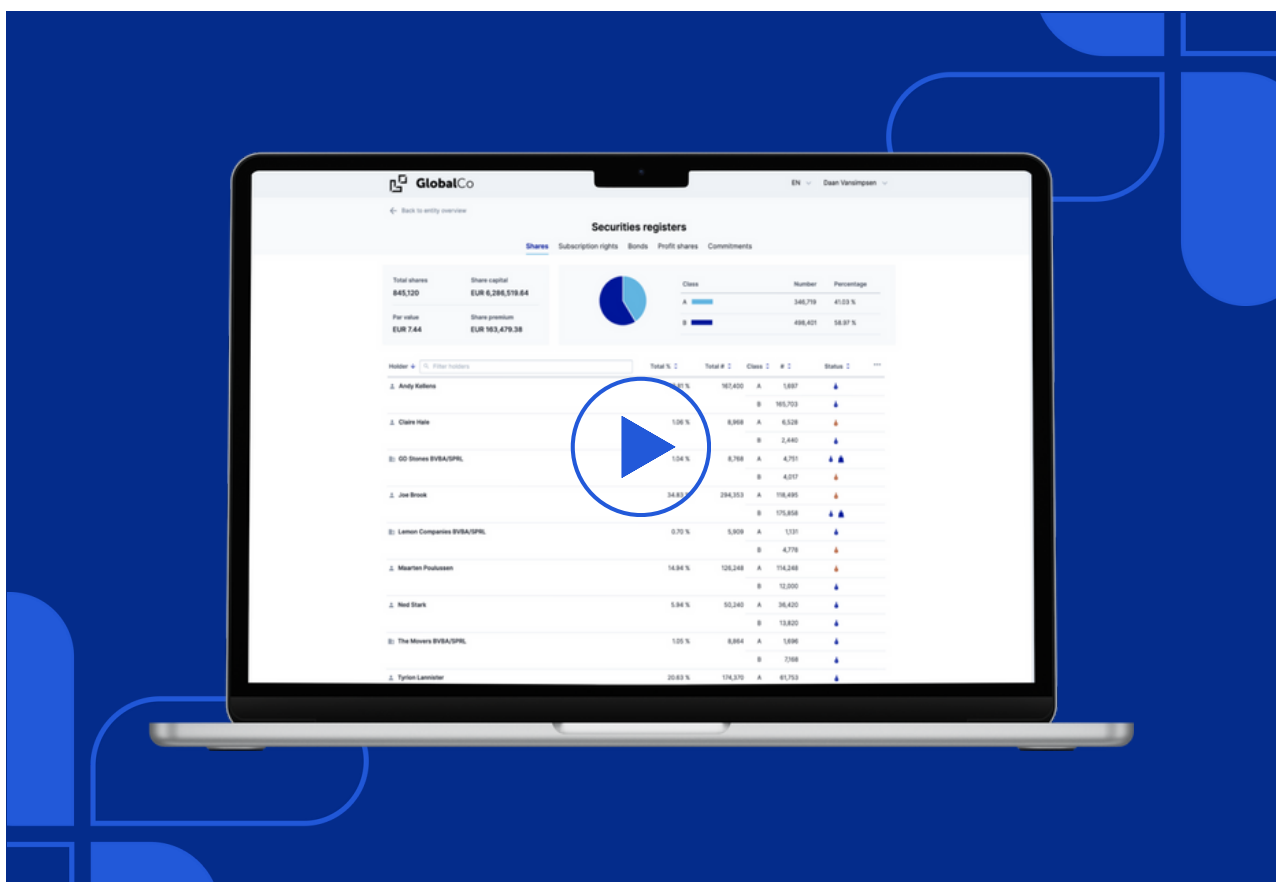 GlobalCo EN Daan Vansimpsen
Back to entity overview
Securities registers
Shares Subscription rights Bonds Profit shares Commitments
Total shares Share capital
845,120 EUR 6,286,519.64
Par value Share premium
EUR 7.44 EUR 163,479.38
Class Number Percentage
A 346,719 41.03 %
B 498,401 58.97 %
Holder Filter holders Total % Total # Class # Status ...
Andy Kellens 167,400 A 1,697
B 165,703
Claire Hale 1.06 % 8,968 A 6,528
B 2,440
GO Stones BVBA/SPRL 1.04 % 8,768 A 4,751
B 4,017
Joe Brook 34.83 % 294,353 A 118,495
B 175,858
Lemon Companies BVBA/SPRL 0.70 % 5,909 A 1,131
B 4,778
Maarten Poulussen 14.94 % 126,248 A 114,248
B 12,000
Ned Stark 5.94 % 50,240 A 36,420
B 13,820
The Movers BVBA/SPRL 1.05 % 8,864 A 1,696
B 7,168
Tyrion Lannister 20.63 % 174,370 A 61,753